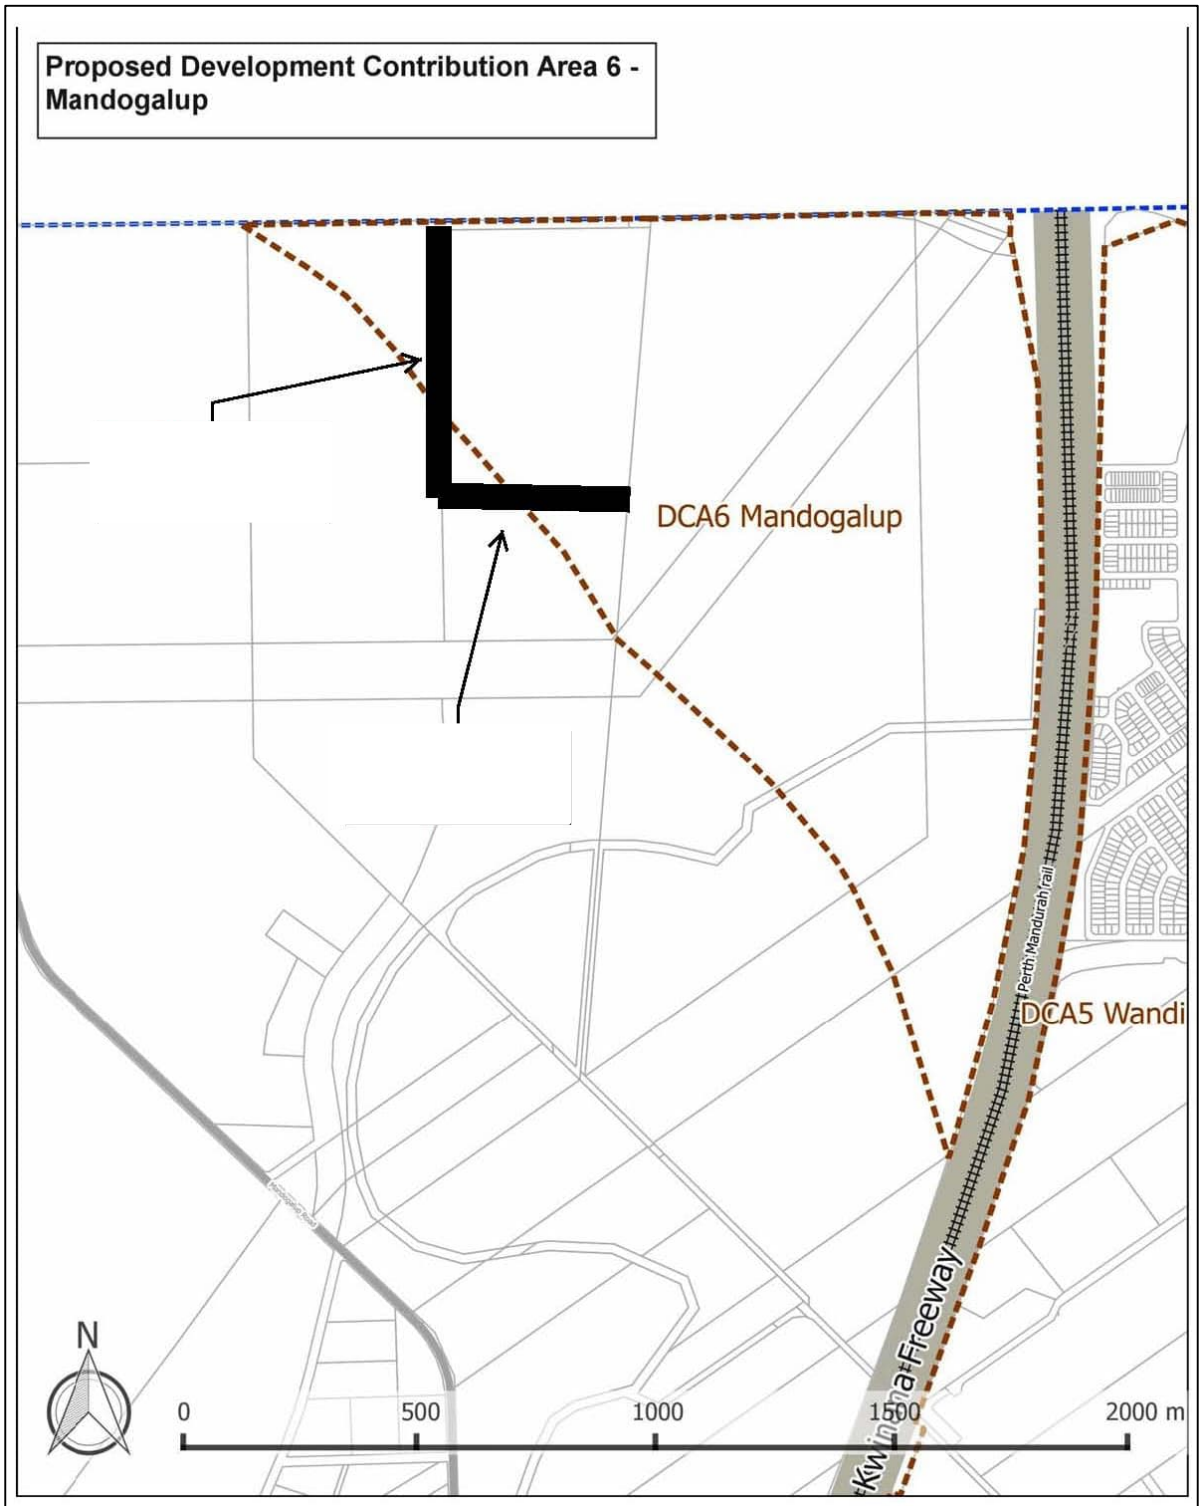 Proposed Development Contribution Area 6 -
Mandogalup
DCA6 Mandogalup
Perth Mandurah rail
DCA5 Wandi
Kwinana Freeway
N
0 500 1000 1500 2000 m